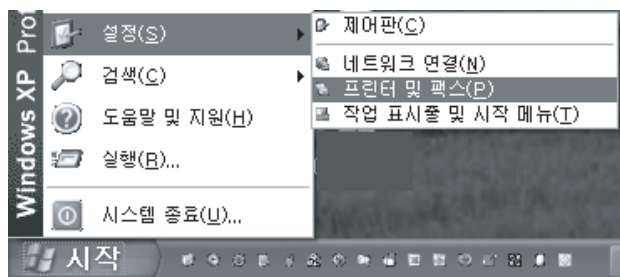 Windows XP Prof
설정(S)
검색(C)
도움말 및 지원(H)
실행(R)...
시스템 종료(U)...
제어판(C)
네트워크 연결(N)
프린터 및 팩스(P)
작업 표시줄 및 시작 메뉴(T)
시작